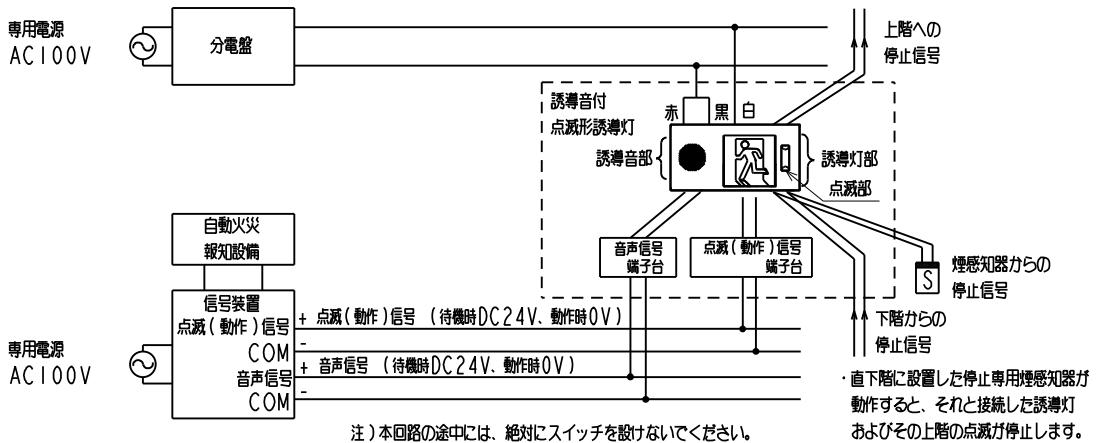 専用電源
AC100V
分電盤
上階への
停止信号
誘導音付
点滅形誘導灯
赤
黒
白
誘導音部
誘導灯部
点滅部
自動火災
報知設備
音声信号
端子台
点滅(動作)信号
端子台
S
煙感知器からの
停止信号
下階からの
停止信号
専用電源
AC100V
信号装置
点滅(動作)信号
COM
音声信号
COM
+ 点滅(動作)信号 (待機時DC24V、動作時0V)
-
+ 音声信号 (待機時DC24V、動作時0V)
-
・直下階に設置した停止専用煙感知器が
動作すると、それと接続した誘導灯
およびその上階の点滅が停止します。
注)本回路の途中には、絶対にスイッチを設けないでください。